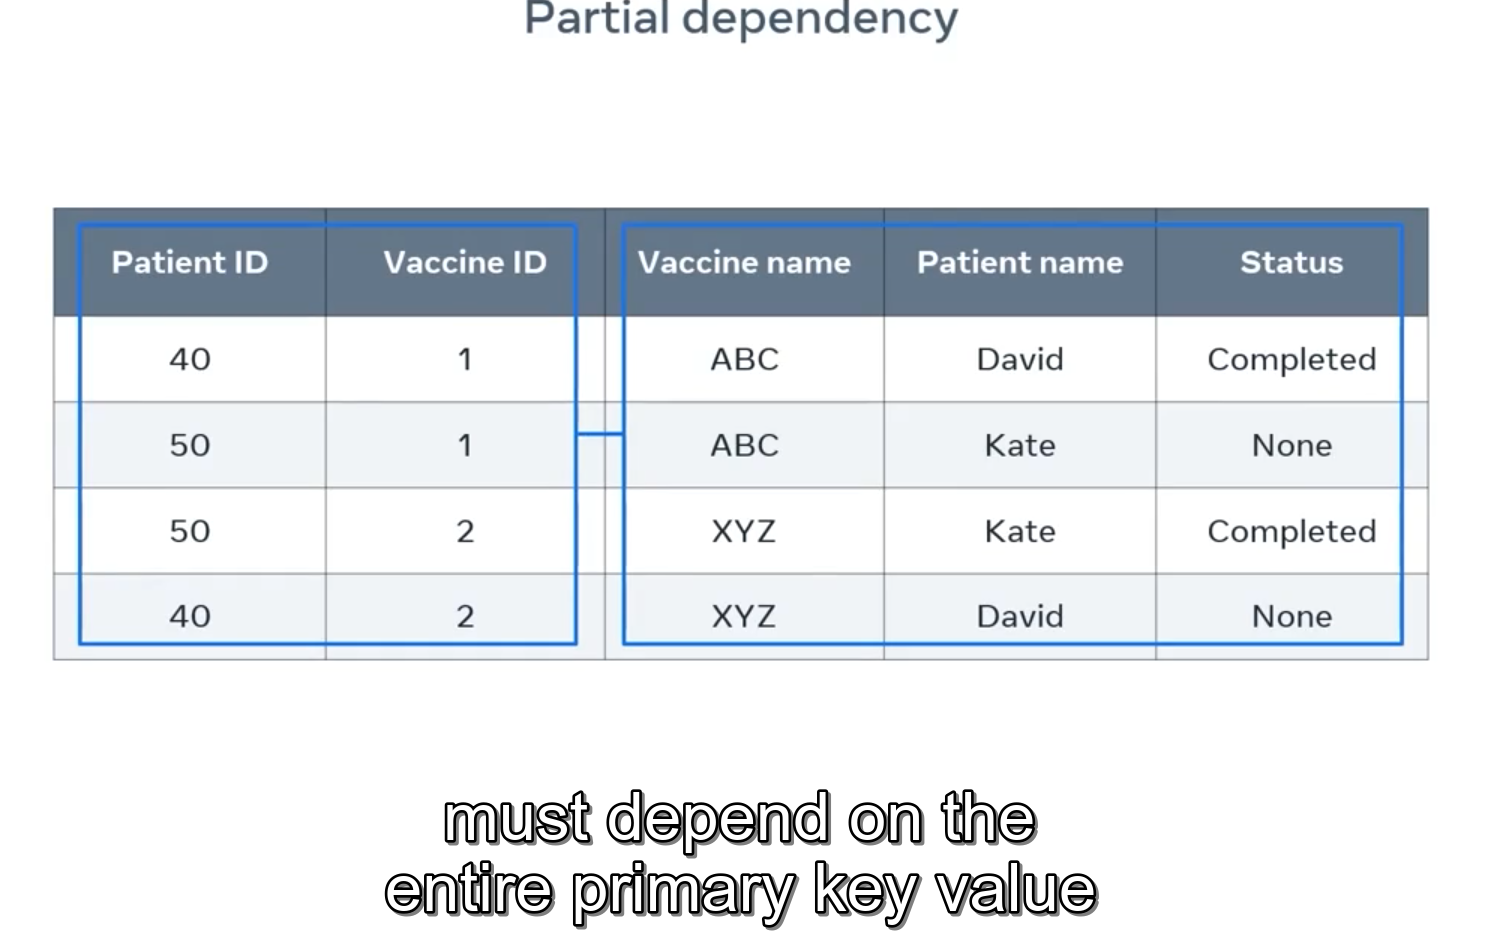 Partial dependency
Patient ID Vaccine ID Vaccine name Patient name Status
40 1 ABC David Completed
50 1 ABC Kate None
50 2 XYZ Kate Completed
40 2 XYZ David None
must depend on the
entire primary key value